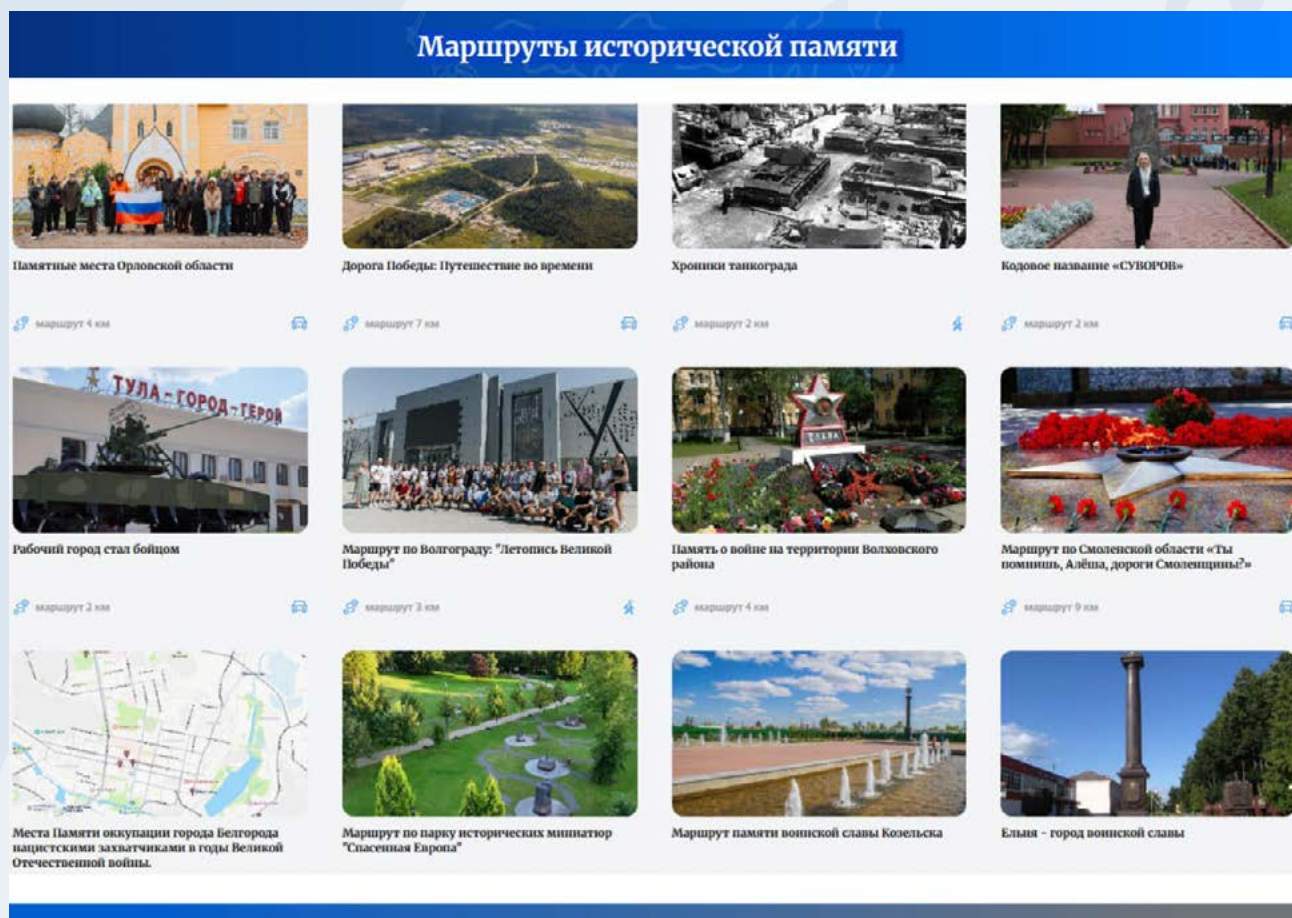 Маршруты исторической памяти
Памятные места Орловской области
Дорога Победы: Путешествие во времени
Хроники танкограда
Кодовое название «СУВОРОВ»
маршрут 4 км
маршрут 7 км
маршрут 2 км
маршрут 2 км
ТУЛА - ГОРОД - ГЕРОЙ
СЛАВА
Рабочий город стал бойцом
Маршрут по Волгограду: "Летопись Великой
Победы"
Память о войне на территории Волховского
района
Маршрут по Смоленской области «Ты
помнишь, Алёша, дороги Смоленщины?»
маршрут 2 км
маршрут 3 км
маршрут 4 км
маршрут 9 км
Места Памяти оккупации города Белгорода
нацистскими захватчиками в годы Великой
Отечественной войны.
Маршрут по парку исторических миниатюр
"Спасенная Европа"
Маршрут памяти воинской славы Козельска
Ельня - город воинской славы